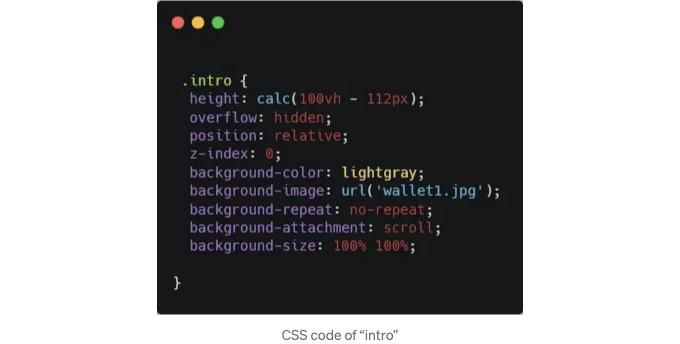 .intro {
height: calc(100vh - 112px);
overflow: hidden;
position: relative;
z-index: 0;
background-color: lightgray;
background-image: url('wallet1.jpg');
background-repeat: no-repeat;
background-attachment: scroll;
background-size: 100% 100%;
}
CSS code of “intro”